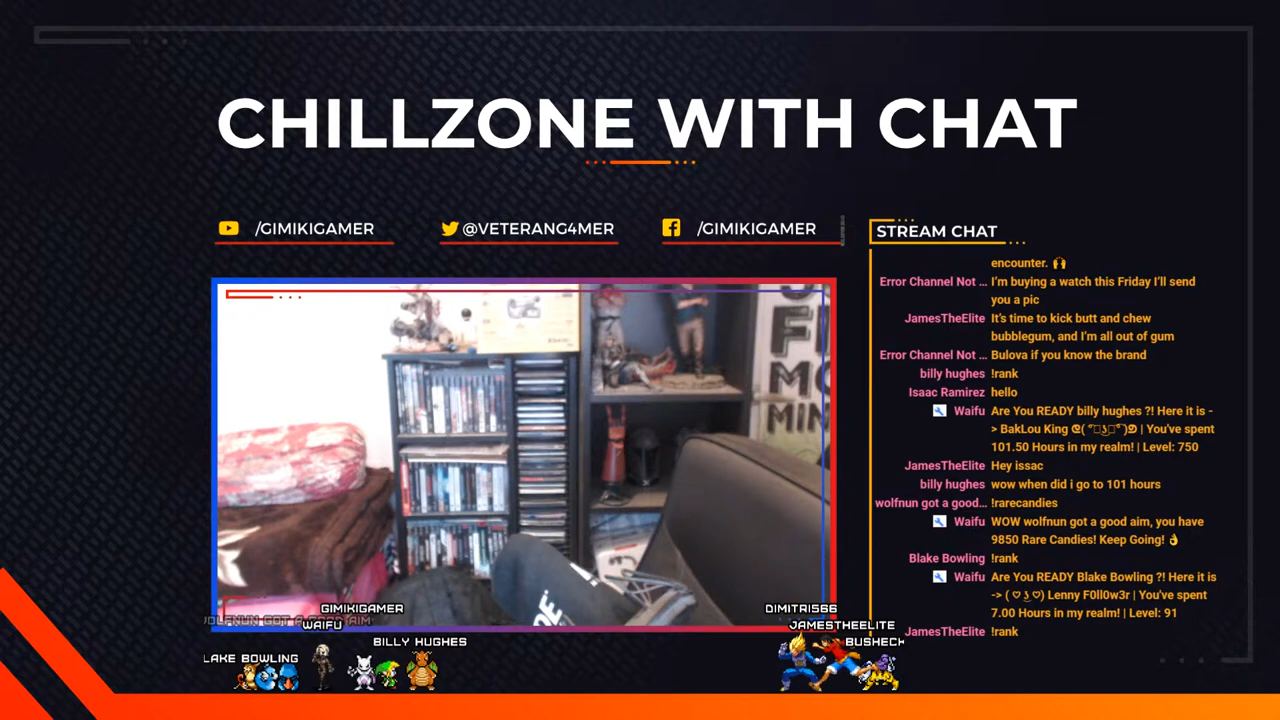 CHILLZONE WITH CHAT
/GIMIKIGAMER
@VETERANG4MER
/GIMIKIGAMER
STREAM CHAT
encounter. 🙌
Error Channel Not ... I'm buying a watch this Friday I'll send
you a pic
JamesTheElite It's time to kick butt and chew
bubblegum, and I'm all out of gum
Error Channel Not ... Bulova if you know the brand
billy hughes !rank
Isaac Ramirez hello
Waifu Are You READY billy hughes ?! Here it is -
> BakLou King | You've spent
101.50 Hours in my realm! | Level: 750
JamesTheElite Hey issac
billy hughes wow when did i go to 101 hours
wolfnun got a good... !rarecandies
Waifu WOW wolfnun got a good aim, you have
9850 Rare Candies! Keep Going! 👌
Blake Bowling !rank
Waifu Are You READY Blake Bowling ?! Here it is
-> ( ♡ ͜ʖ ♡) Lenny F0ll0w3r | You've spent
7.00 Hours in my realm! | Level: 91
JamesTheElite !rank
GIMIKIGAMER
WOLFNUN GOT A GOOD AIM
WAIFU
BILLY HUGHES
LAKE BOWLING
DIMITRI566
JAMESTHEELITE
BUSHECK